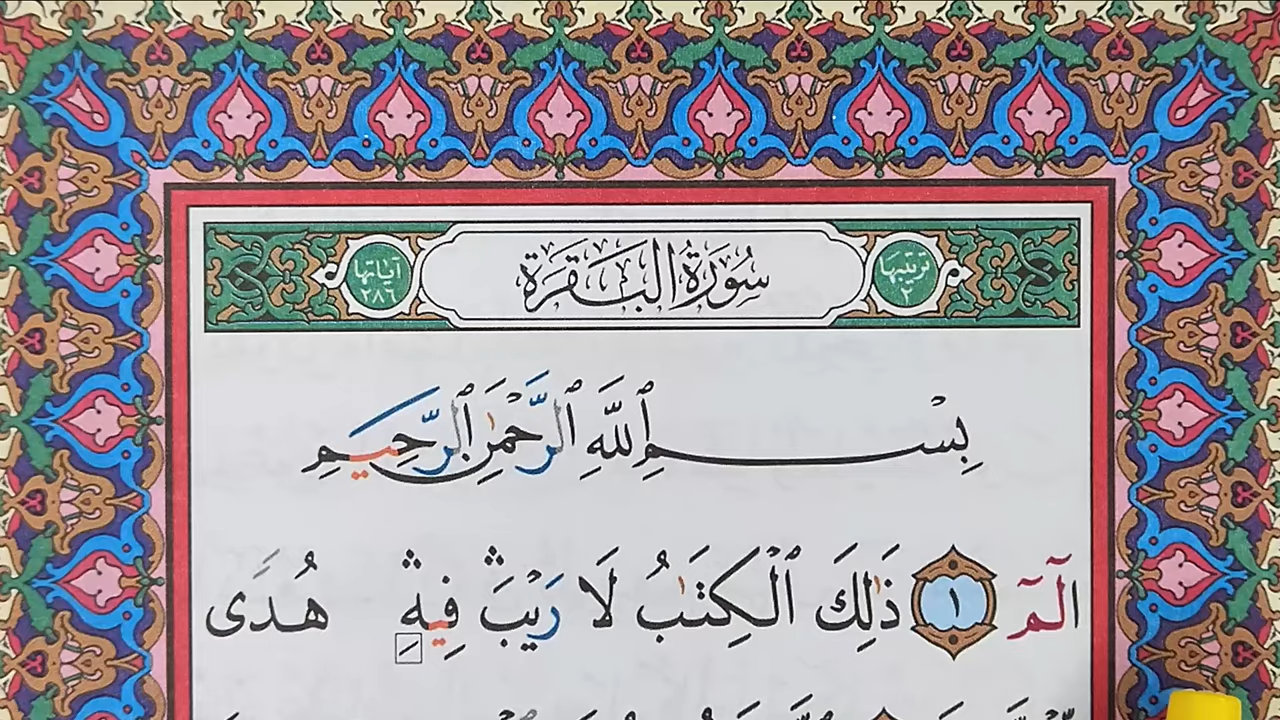 ترتيبها ٢ سُورَةُ البَقَرَةِ آياتها ٢٨٦
بِسْمِ ٱللَّهِ ٱلرَّحْمَٰنِ ٱلرَّحِيمِ
الٓمٓ ١ ذَٰلِكَ ٱلْكِتَٰبُ لَا رَيْبَۛ فِيهِۛ هُدًى